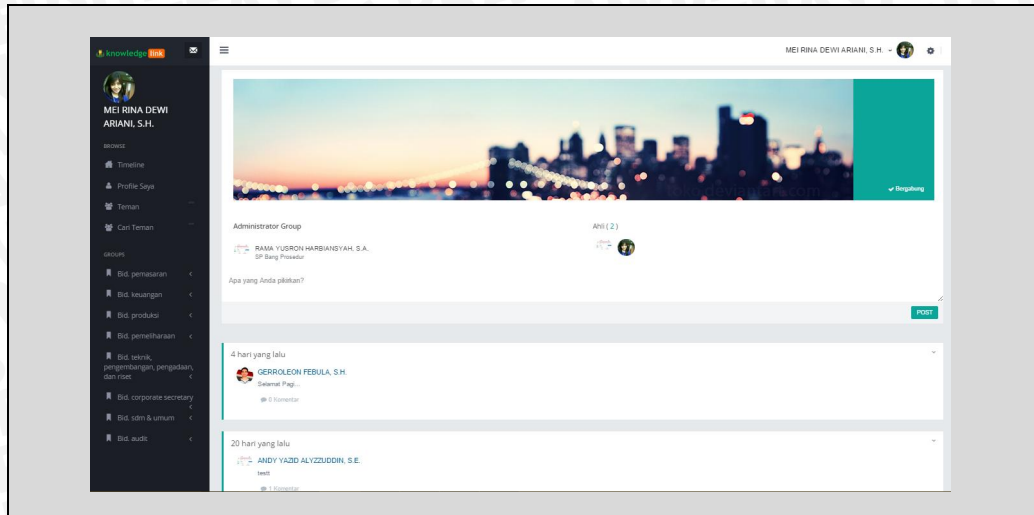 knowledge link
MEI RINA DEWI
ARIANI, S.H.
BROWSE
Timeline
Profile Saya
Teman
Cari Teman
GROUPS
Bid. pemasaran
Bid. keuangan
Bid. produksi
Bid. pemeliharaan
Bid. teknik,
pengembangan, pengadaan,
dan riset
Bid. corporate secretary
Bid. sdm & umum
Bid. audit
MEI RINA DEWI ARIANI, S.H.
Bergabung
Administrator Group
RAMA YUSRON HARBIANSYAH, S.A.
SP Bang Prosedur
Ahli ( 2 )
Apa yang Anda pikirkan?
POST
4 hari yang lalu
GERROLEON FEBULA, S.H.
Selamat Pagi...
0 Komentar
20 hari yang lalu
ANDY YAZID ALYZZUDDIN, S.E.
testt
1 Komentar